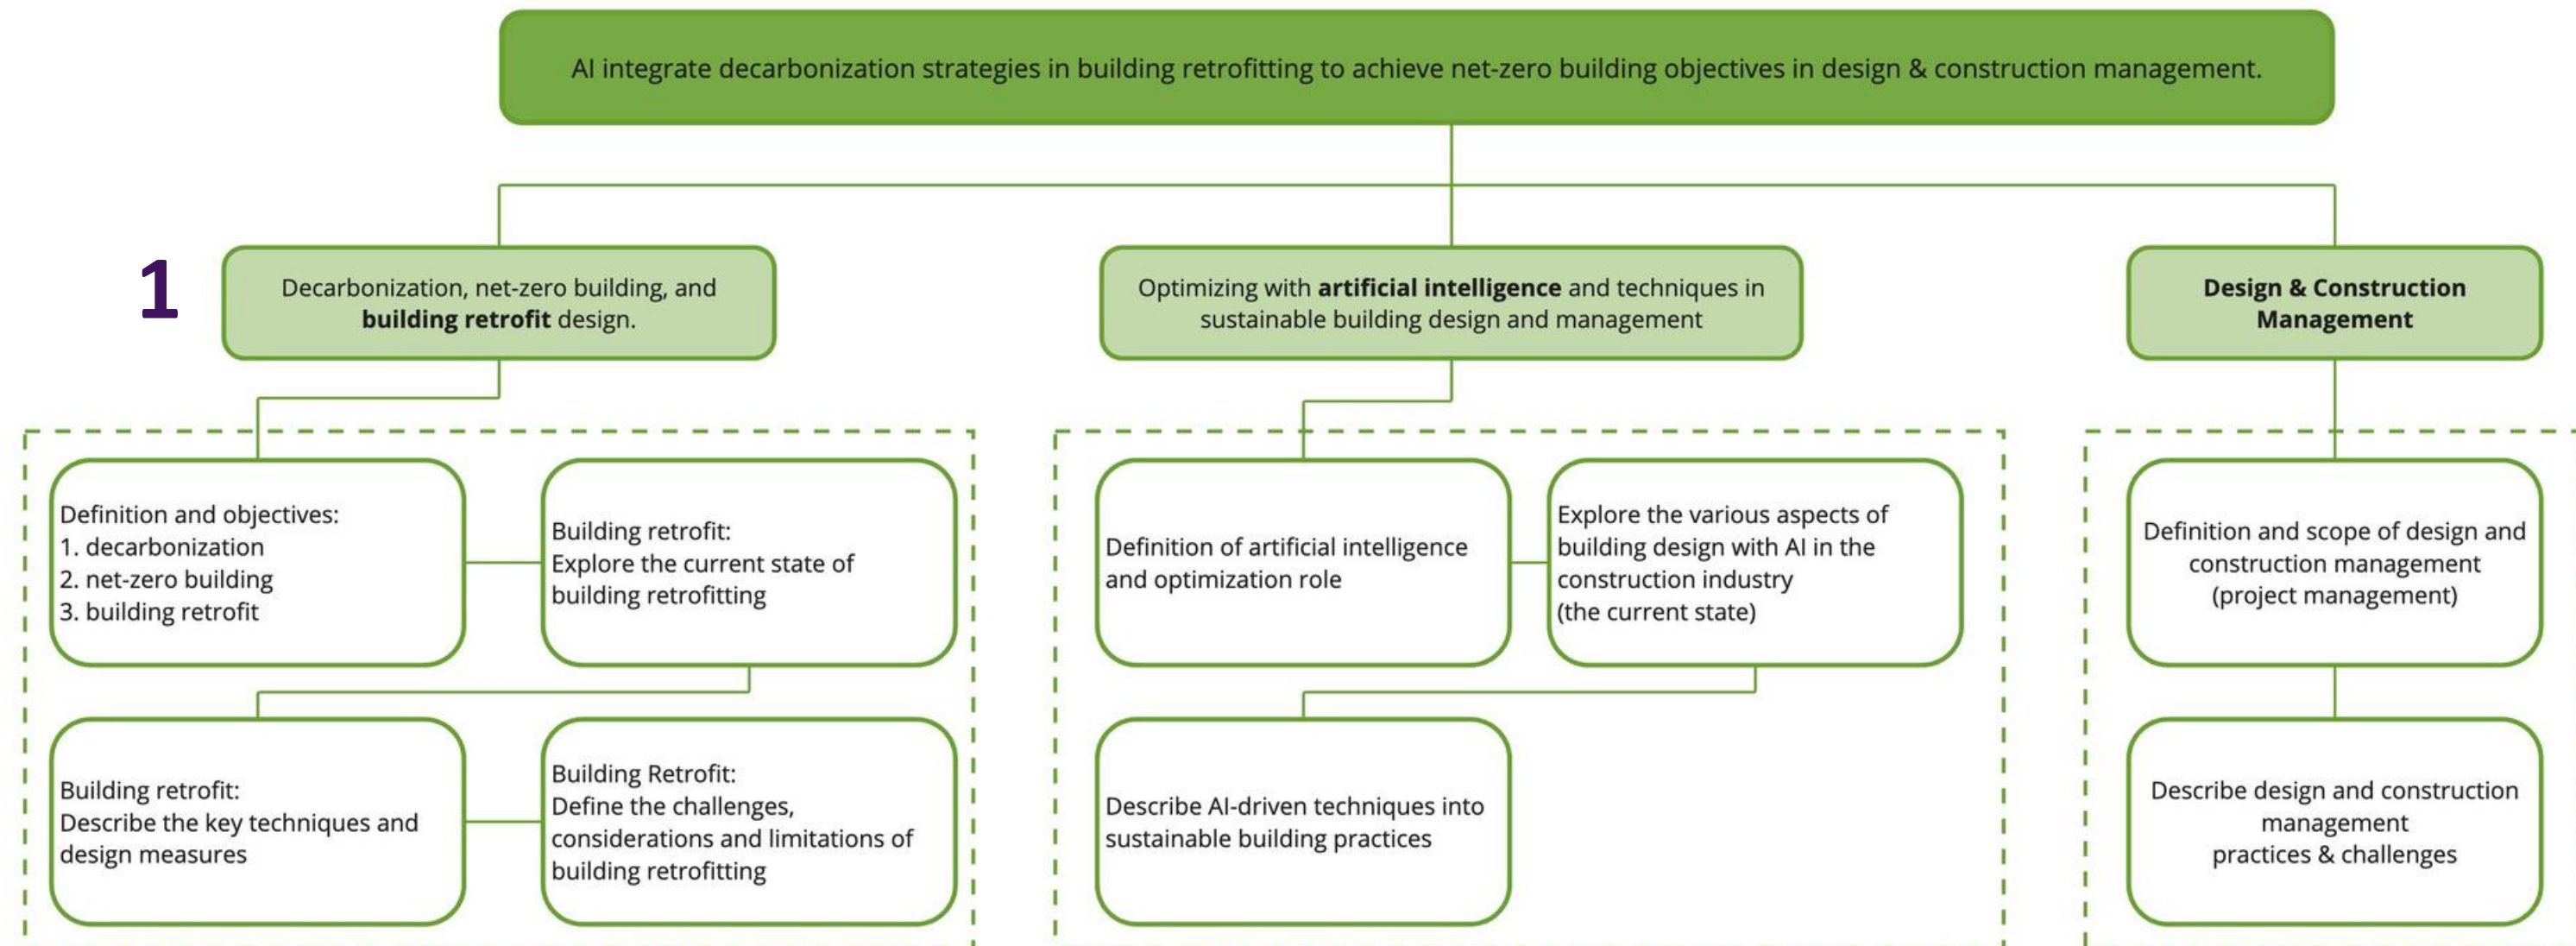 AI integrate decarbonization strategies in building retrofitting to achieve net-zero building objectives in design & construction management.
1
Decarbonization, net-zero building, and
building retrofit design.
Optimizing with artificial intelligence and techniques in
sustainable building design and management
Design & Construction
Management
Definition and objectives:
1. decarbonization
2. net-zero building
3. building retrofit
Building retrofit:
Explore the current state of
building retrofitting
Building retrofit:
Describe the key techniques and
design measures
Building Retrofit:
Define the challenges,
considerations and limitations of
building retrofitting
Definition of artificial intelligence
and optimization role
Explore the various aspects of
building design with AI in the
construction industry
(the current state)
Describe AI-driven techniques into
sustainable building practices
Definition and scope of design and
construction management
(project management)
Describe design and construction
management
practices & challenges